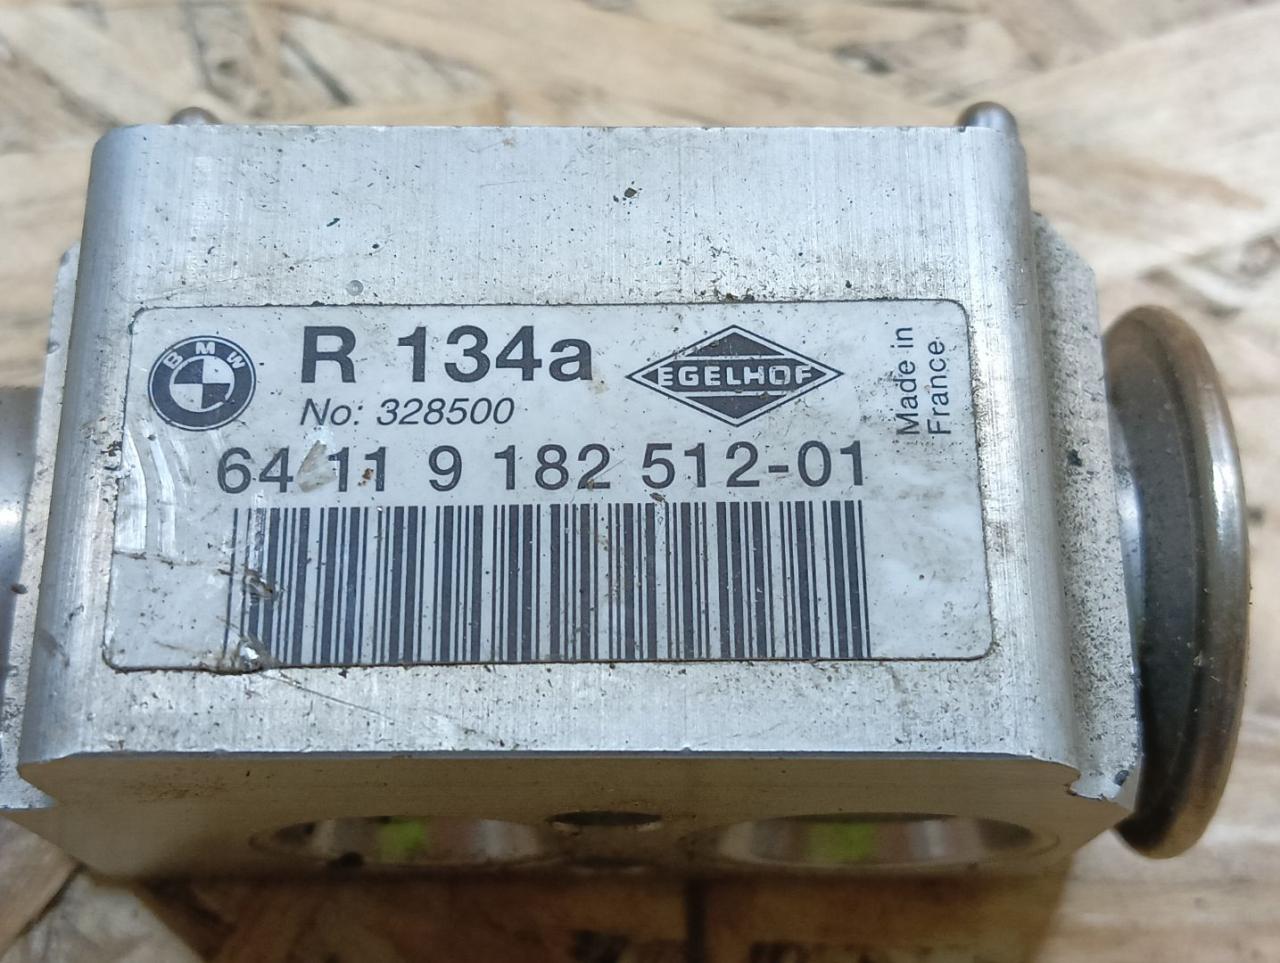 BMW
R 134a
EGELHOF
Made in
France
No: 328500
64 11 9 182 512-01